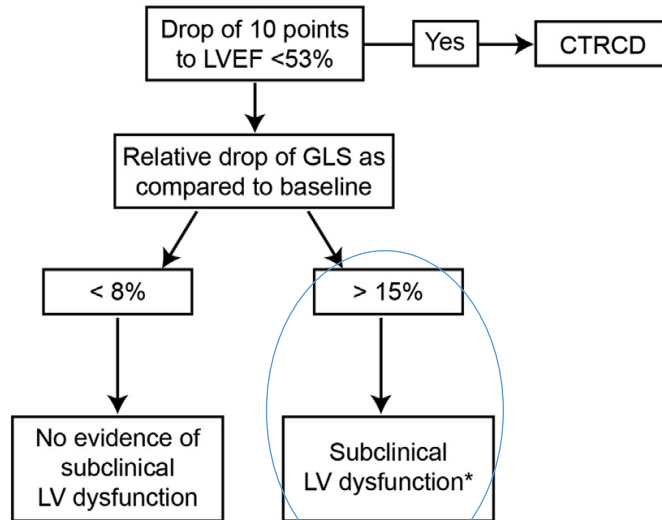 Drop of 10 points
to LVEF <53%
Yes
CTRCD
Relative drop of GLS as
compared to baseline
< 8%
> 15%
No evidence of
subclinical
LV dysfunction
Subclinical
LV dysfunction*